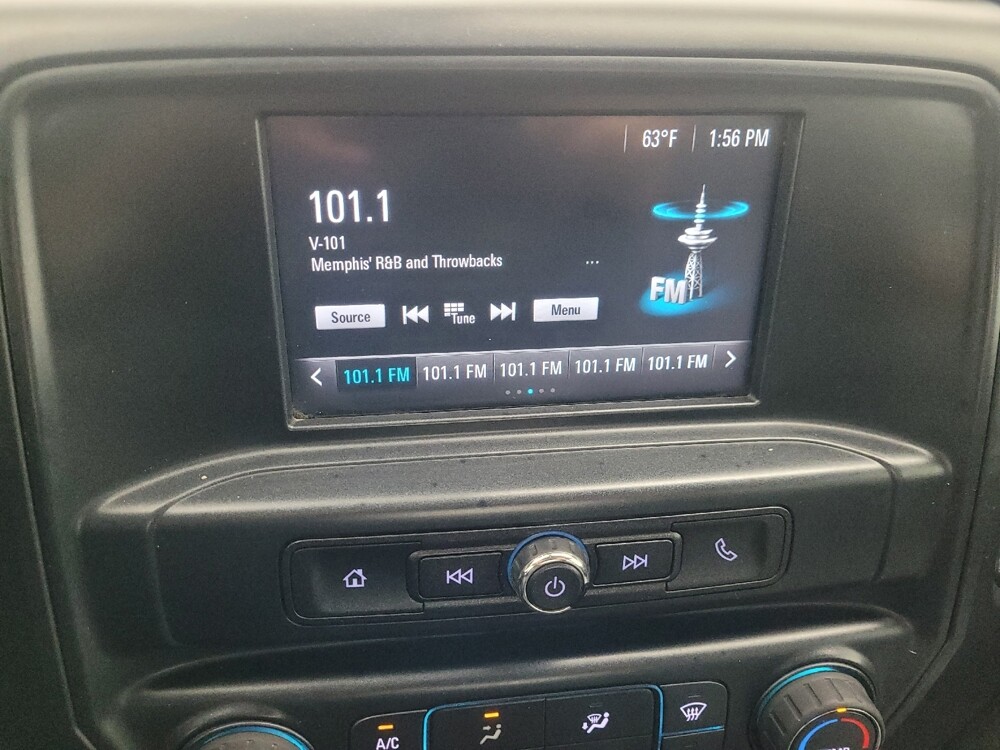 63°F 1:56 PM
101.1
V-101
Memphis' R&B and Throwbacks ...
FM
Source Tune Menu
101.1 FM 101.1 FM 101.1 FM 101.1 FM 101.1 FM
A/C